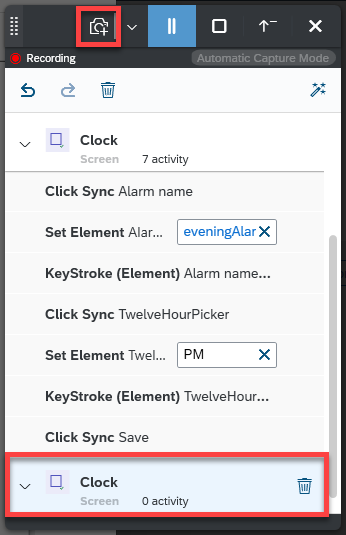 Recording
Automatic Capture Mode
Clock
Screen 7 activity
Click Sync Alarm name
Set Element Alar... eveningAlar
KeyStroke (Element) Alarm name...
Click Sync TwelveHourPicker
Set Element Twel... PM
KeyStroke (Element) TwelveHour...
Click Sync Save
Clock
Screen 0 activity